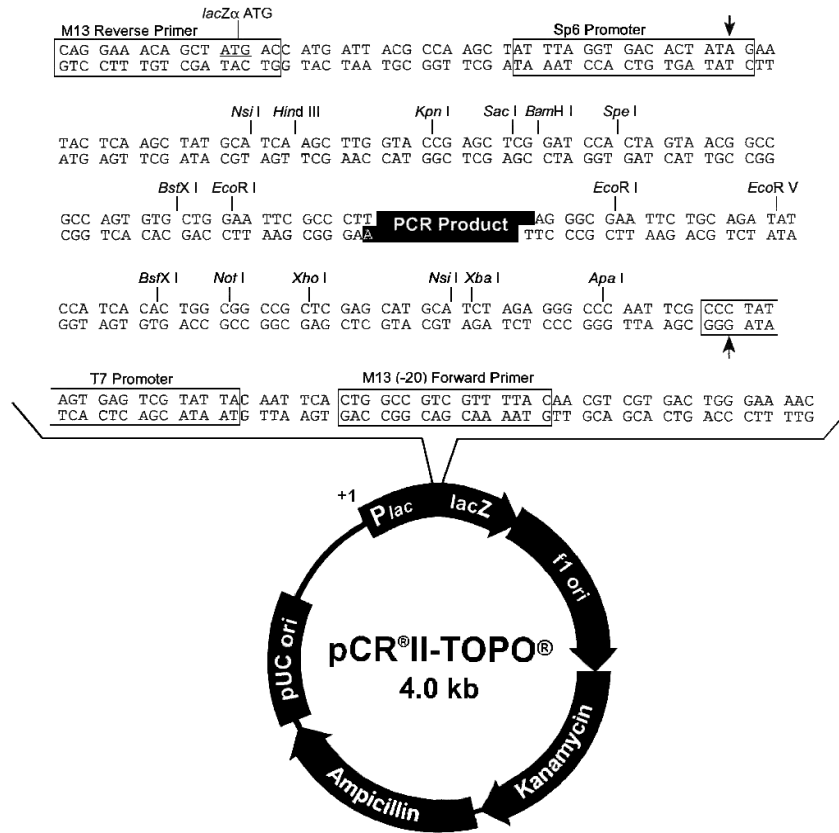 lacZα ATG
M13 Reverse Primer
Sp6 Promoter
CAG GAA ACA GCT ATG ACC ATG ATT ACG CCA AGC TAT TTA GGT GAC ACT ATA GAA
GTC CTT TGT CGA TAC TGG TAC TAA TGC GGT TCG ATA AAT CCA CTG TGA TAT CTT
Nsi I HindIII Kpn I Sac I BamH I Spe I
TAC TCA AGC TAT GCA TCA AGC TTG GTA CCG AGC TCG GAT CCA CTA GTA ACG GCC
ATG AGT TCG ATA CGT AGT TCG AAC CAT GGC TCG AGC CTA GGT GAT CAT TGC CGG
BstX I EcoR I EcoR I EcoR V
GCC AGT GTG CTG GAA TTC GCC CTT PCR Product AG GGC GAA TTC TGC AGA TAT
CGG TCA CAC GAC CTT AAG CGG GAA TTC CCG CTT AAG ACG TCT ATA
BstX I Not I Xho I Nsi I Xba I Apa I
CCA TCA CAC TGG CGG CCG CTC GAG CAT GCA TCT AGA GGG CCC AAT TCG CCC TAT
GGT AGT GTG ACC GCC GGC GAG CTC GTA CGT AGA TCT CCC GGG TTA AGC GGG ATA
T7 Promoter M13 (-20) Forward Primer
AGT GAG TCG TAT TAC AAT TCA CTG GCC GTC GTT TTA CAA CGT CGT GAC TGG GAA AAC
TCA CTC AGC ATA ATG TTA AGT GAC CGG CAG CAA AAT GTT GCA GCA CTG ACC CTT TTG
+1
Plac lacZ
f1 ori
pUC ori
pCR®II-TOPO®
4.0 kb
Kanamycin
Ampicillin